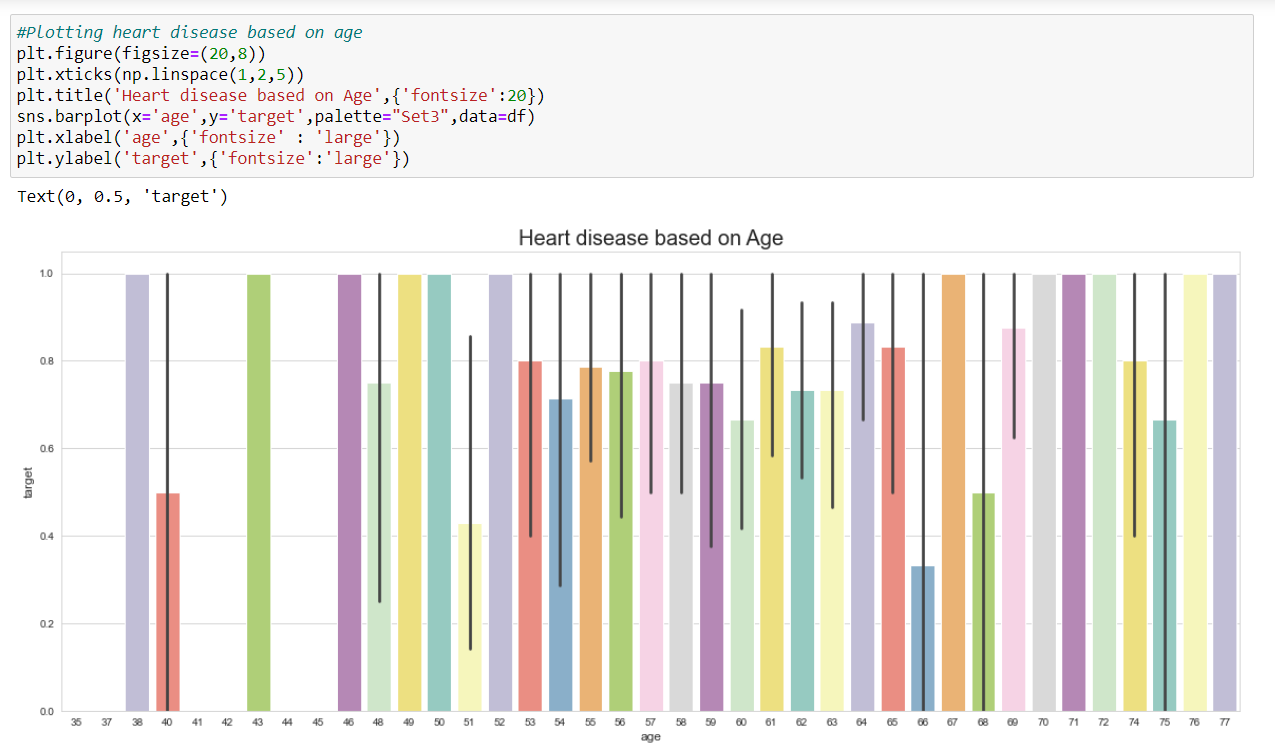 #Plotting heart disease based on age
plt.figure(figsize=(20,8))
plt.xticks(np.linspace(1,2,5))
plt.title('Heart disease based on Age',{'fontsize':20})
sns.barplot(x='age',y='target',palette="Set3",data=df)
plt.xlabel('age',{'fontsize' : 'large'})
plt.ylabel('target',{'fontsize':'large'})
Text(0, 0.5, 'target')
Heart disease based on Age
1.0
0.8
0.6
0.4
0.2
0.0
target
35 37 38 40 41 42 43 44 45 46 48 49 50 51 52 53 54 55 56 57 58 59 60 61 62 63 64 65 66 67 68 69 70 71 72 74 75 76 77
age